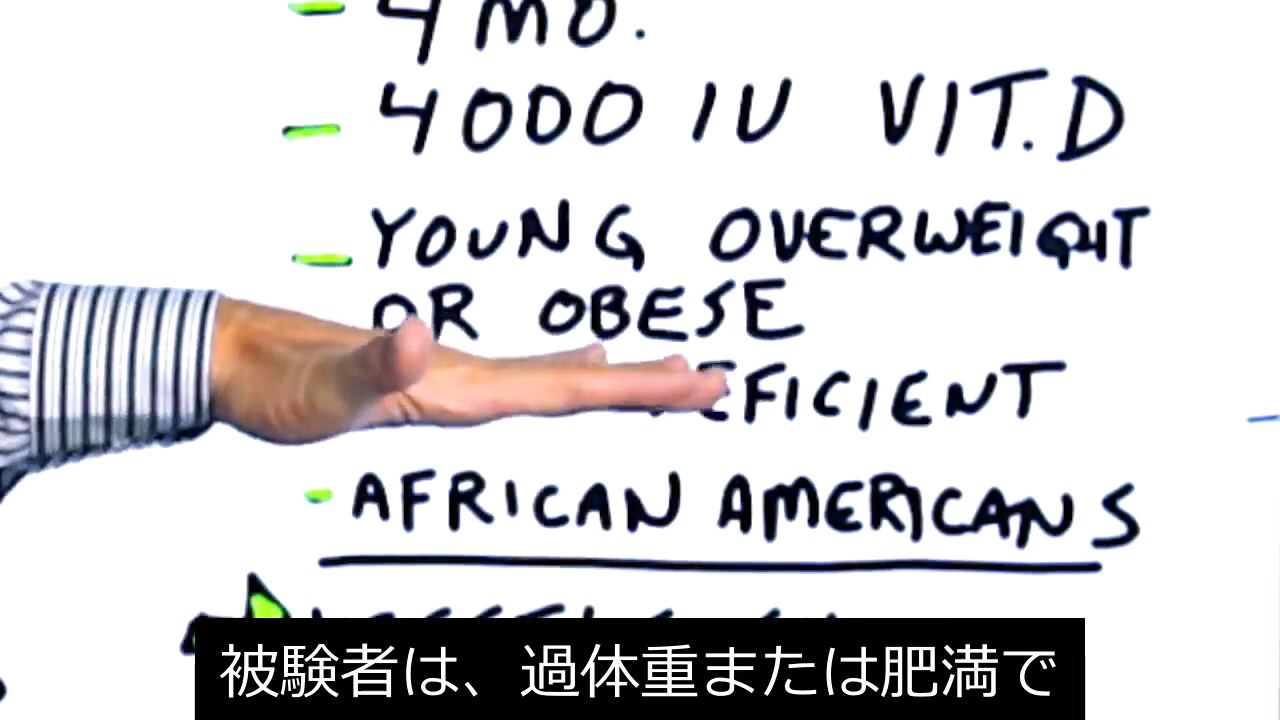 - 4 MO.
- 4000 IU VIT. D
- YOUNG OVERWEIGHT
OR OBESE
EFICIENT
- AFRICAN AMERICANS
被験者は、過体重または肥満で